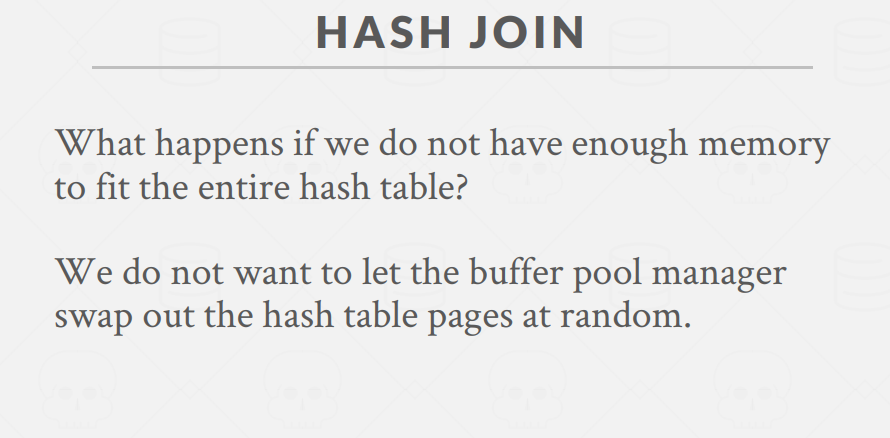 HASH JOIN
What happens if we do not have enough memory
to fit the entire hash table?
We do not want to let the buffer pool manager
swap out the hash table pages at random.